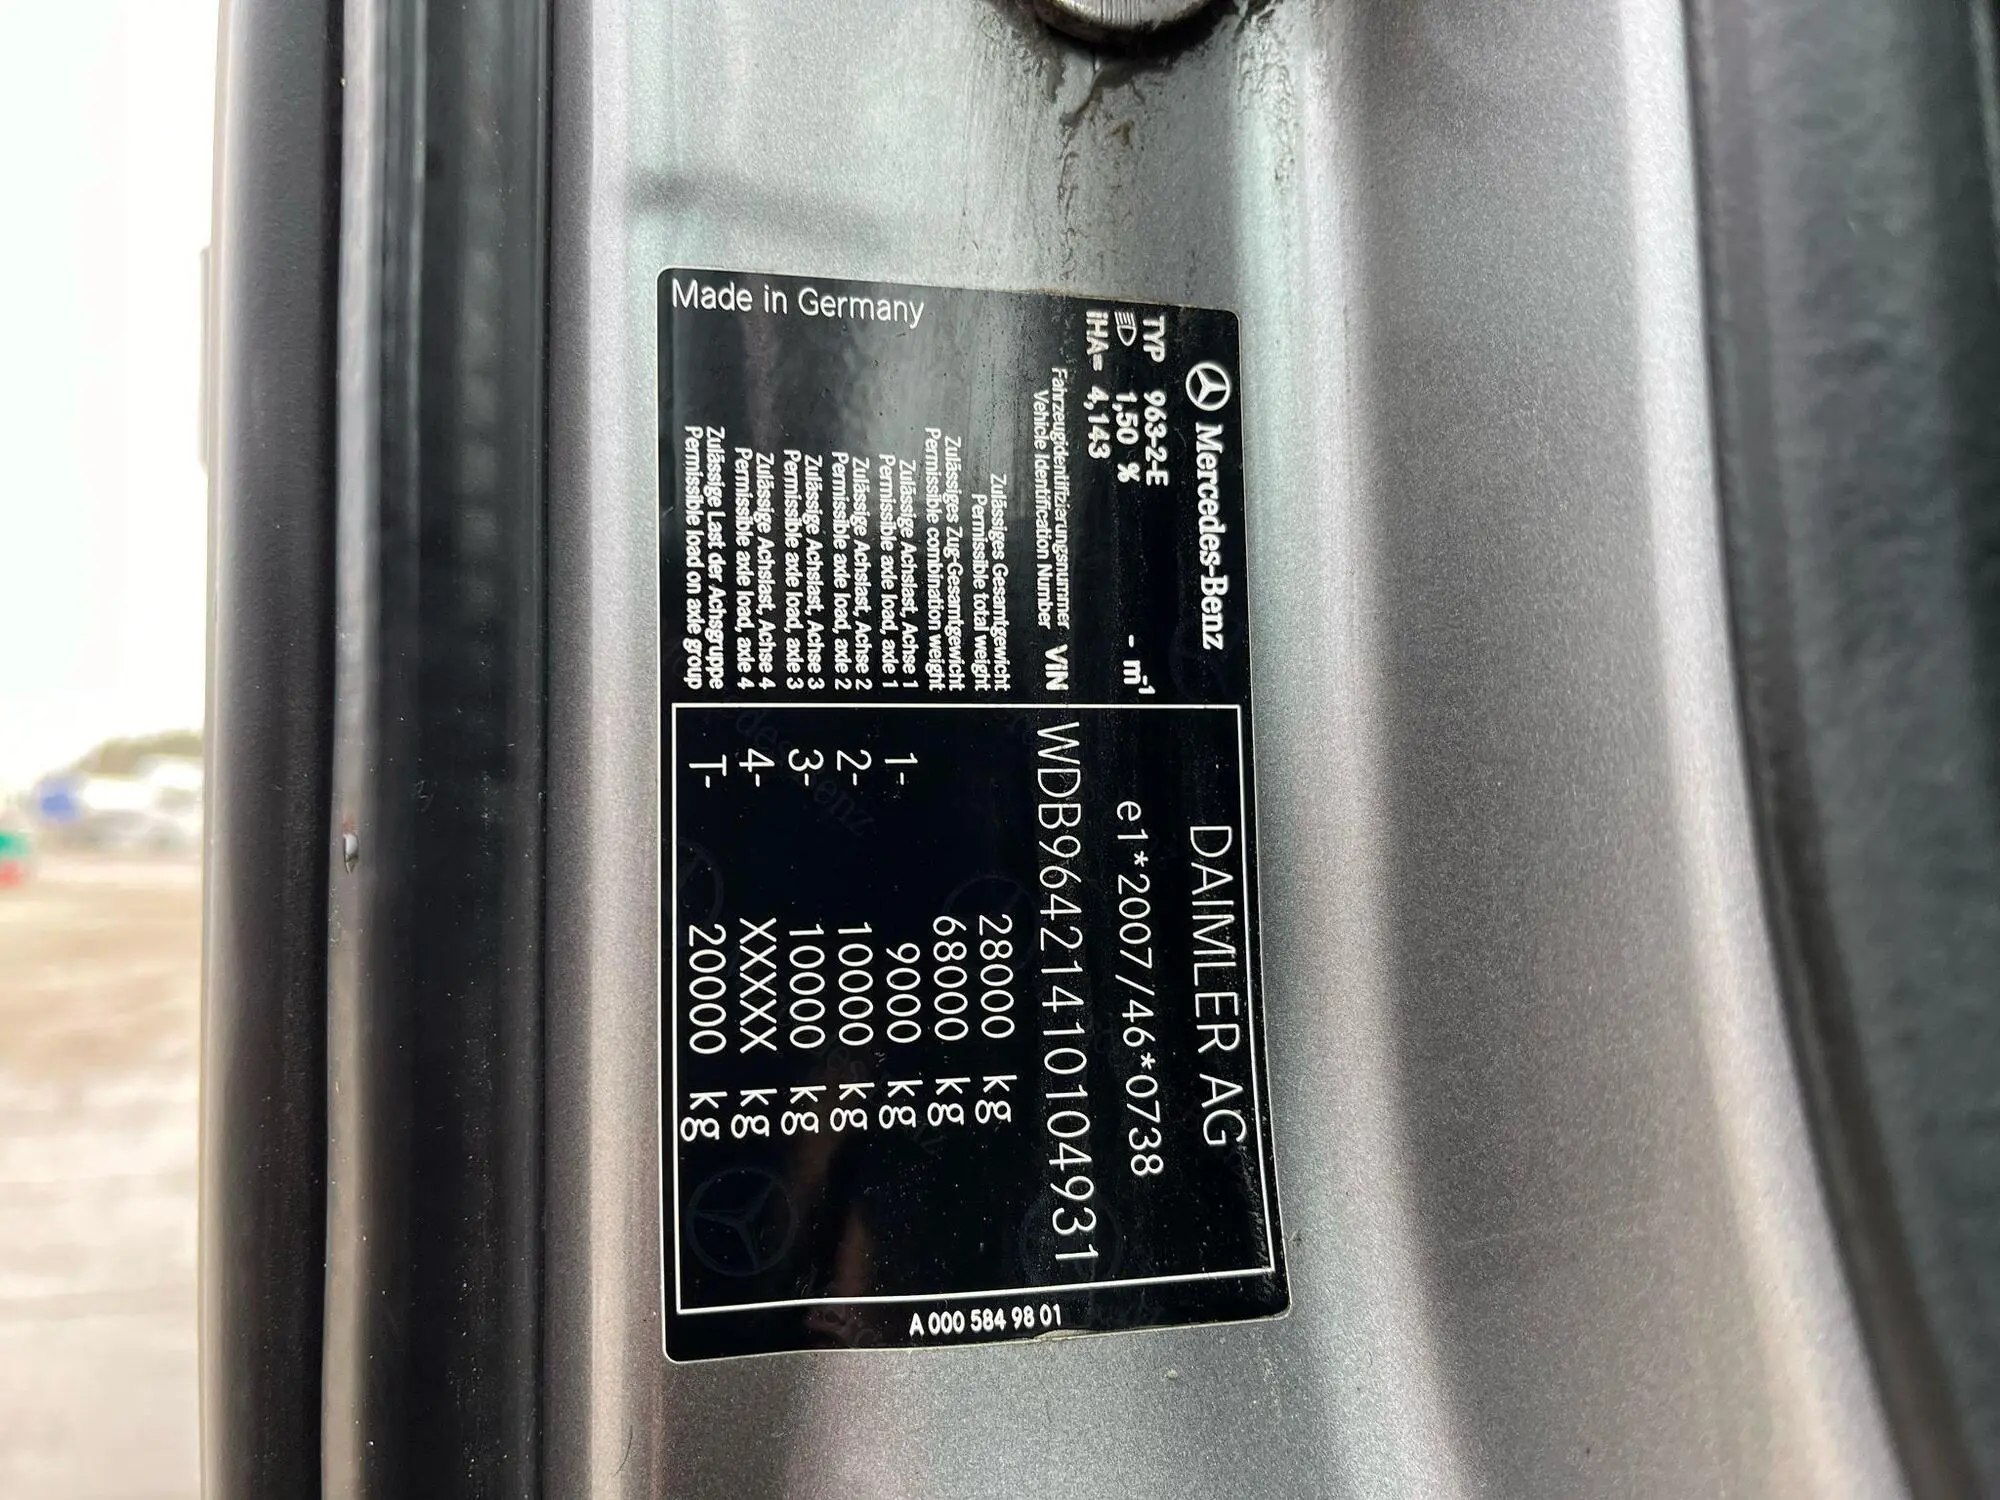 Mercedes-Benz DAIMLER AG
TYP 963-2-E
1,50 % - m⁻¹ e1*2007/46*0738
iHA= 4,143
Fahrzeugidentifizierungsnummer
Vehicle Identification Number VIN WDB9642141010104931
Zulässiges Gesamtgewicht
Permissible total weight 28000 kg
Zulässiges Zug-Gesamtgewicht
Permissible combination weight 68000 kg
Zulässige Achslast, Achse 1
Permissible axle load, axle 1 1- 9000 kg
Zulässige Achslast, Achse 2
Permissible axle load, axle 2 2- 10000 kg
Zulässige Achslast, Achse 3
Permissible axle load, axle 3 3- 10000 kg
Zulässige Achslast, Achse 4
Permissible axle load, axle 4 4- XXXXX kg
Zulässige Last der Achsgruppe
Permissible load on axle group T- 20000 kg
Made in Germany
A 000 584 98 01